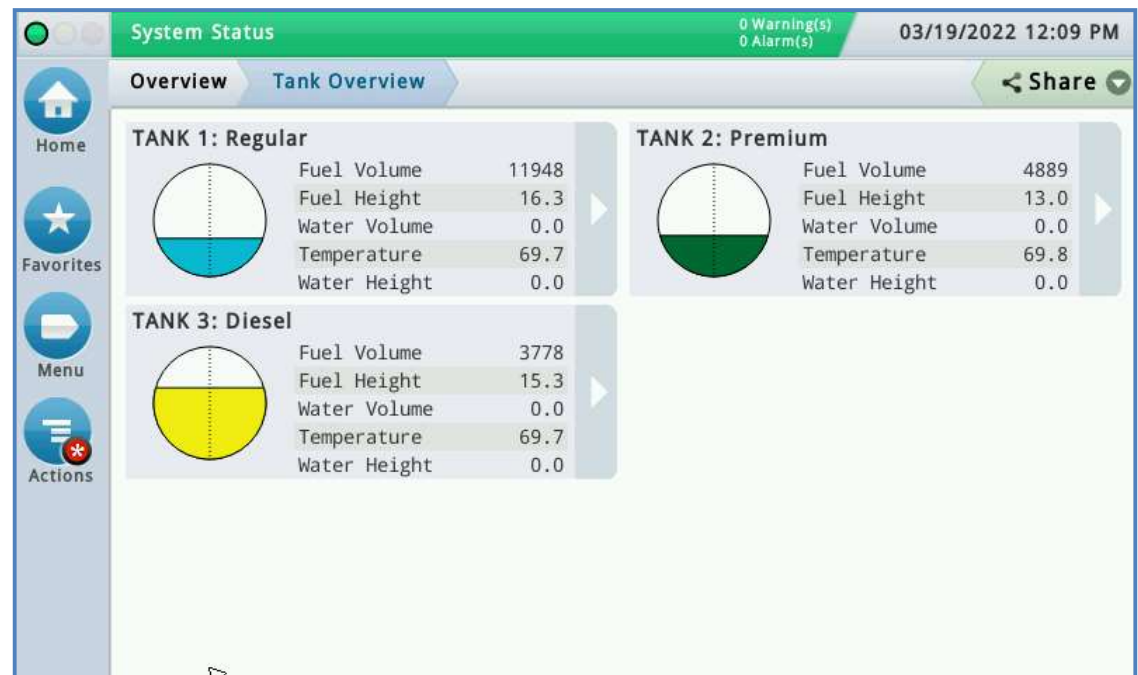 System Status
0 Warning(s)
0 Alarm(s)
03/19/2022 12:09 PM
Overview
Tank Overview
Share
Home
Favorites
Menu
Actions
TANK 1: Regular
Fuel Volume 11948
Fuel Height 16.3
Water Volume 0.0
Temperature 69.7
Water Height 0.0
TANK 2: Premium
Fuel Volume 4889
Fuel Height 13.0
Water Volume 0.0
Temperature 69.8
Water Height 0.0
TANK 3: Diesel
Fuel Volume 3778
Fuel Height 15.3
Water Volume 0.0
Temperature 69.7
Water Height 0.0